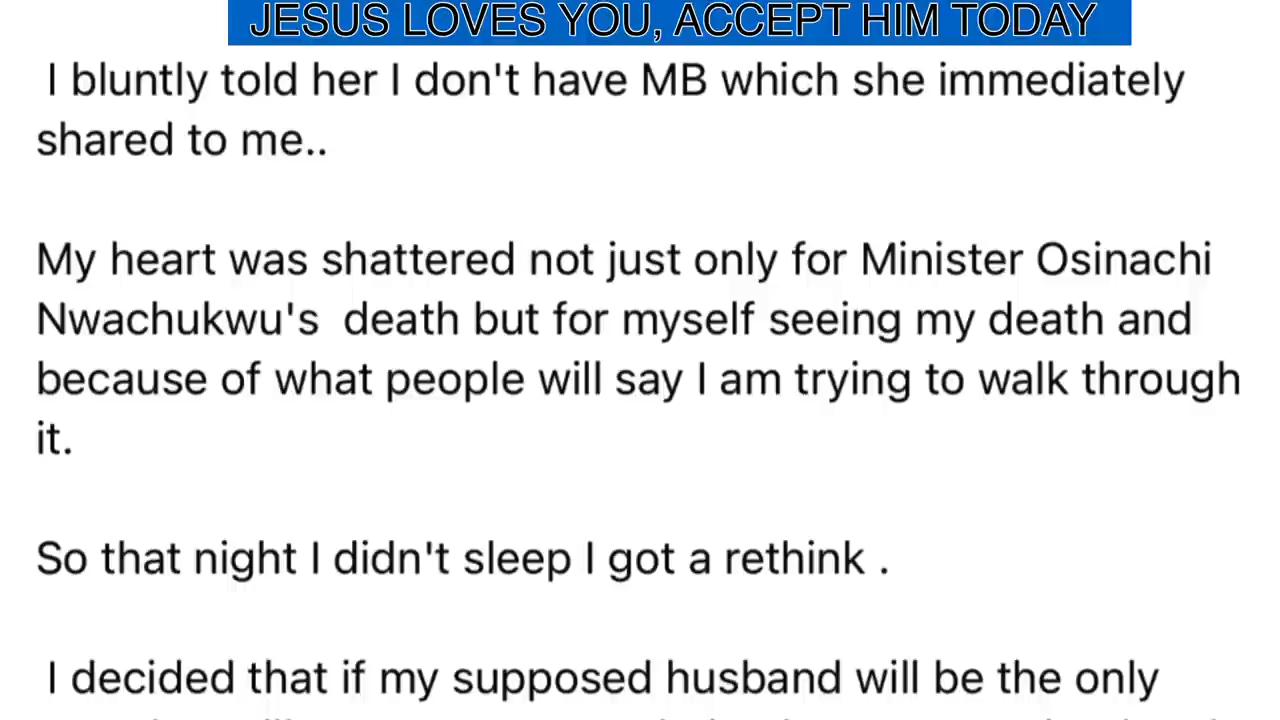 JESUS LOVES YOU, ACCEPT HIM TODAY
I bluntly told her I don't have MB which she immediately
shared to me..
My heart was shattered not just only for Minister Osinachi
Nwachukwu's  death but for myself seeing my death and
because of what people will say I am trying to walk through
it.
So that night I didn't sleep I got a rethink .
I decided that if my supposed husband will be the only